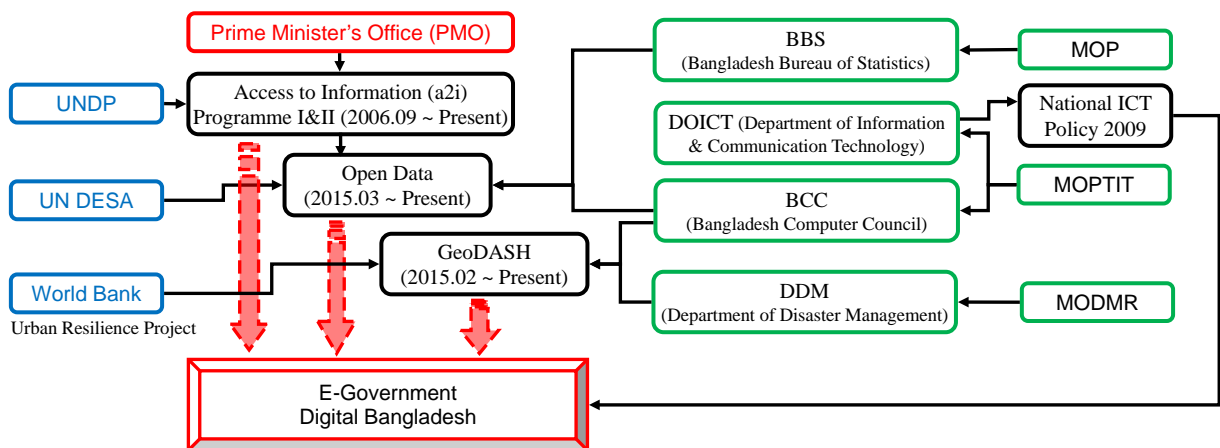 Prime Minister's Office (PMO)
UNDP
Access to Information (a2i)
Programme I&II (2006.09 ~ Present)
UN DESA
Open Data
(2015.03 ~ Present)
World Bank
Urban Resilience Project
GeoDASH
(2015.02 ~ Present)
E-Government
Digital Bangladesh
BBS
(Bangladesh Bureau of Statistics)
MOP
DOICT (Department of Information
& Communication Technology)
National ICT
Policy 2009
BCC
(Bangladesh Computer Council)
MOPTIT
DDM
(Department of Disaster Management)
MODMR